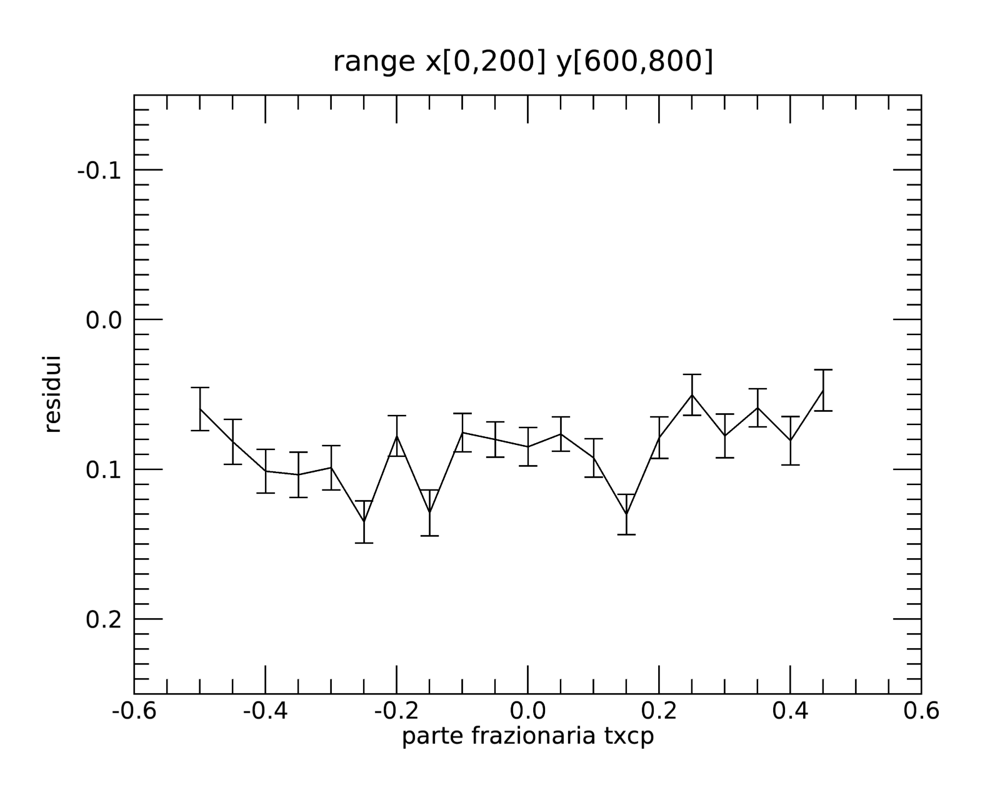 range x[0,200] y[600,800]
-0.1
0.0
0.1
0.2
residui
-0.6 -0.4 -0.2 0.0 0.2 0.4 0.6
parte frazionaria txcp